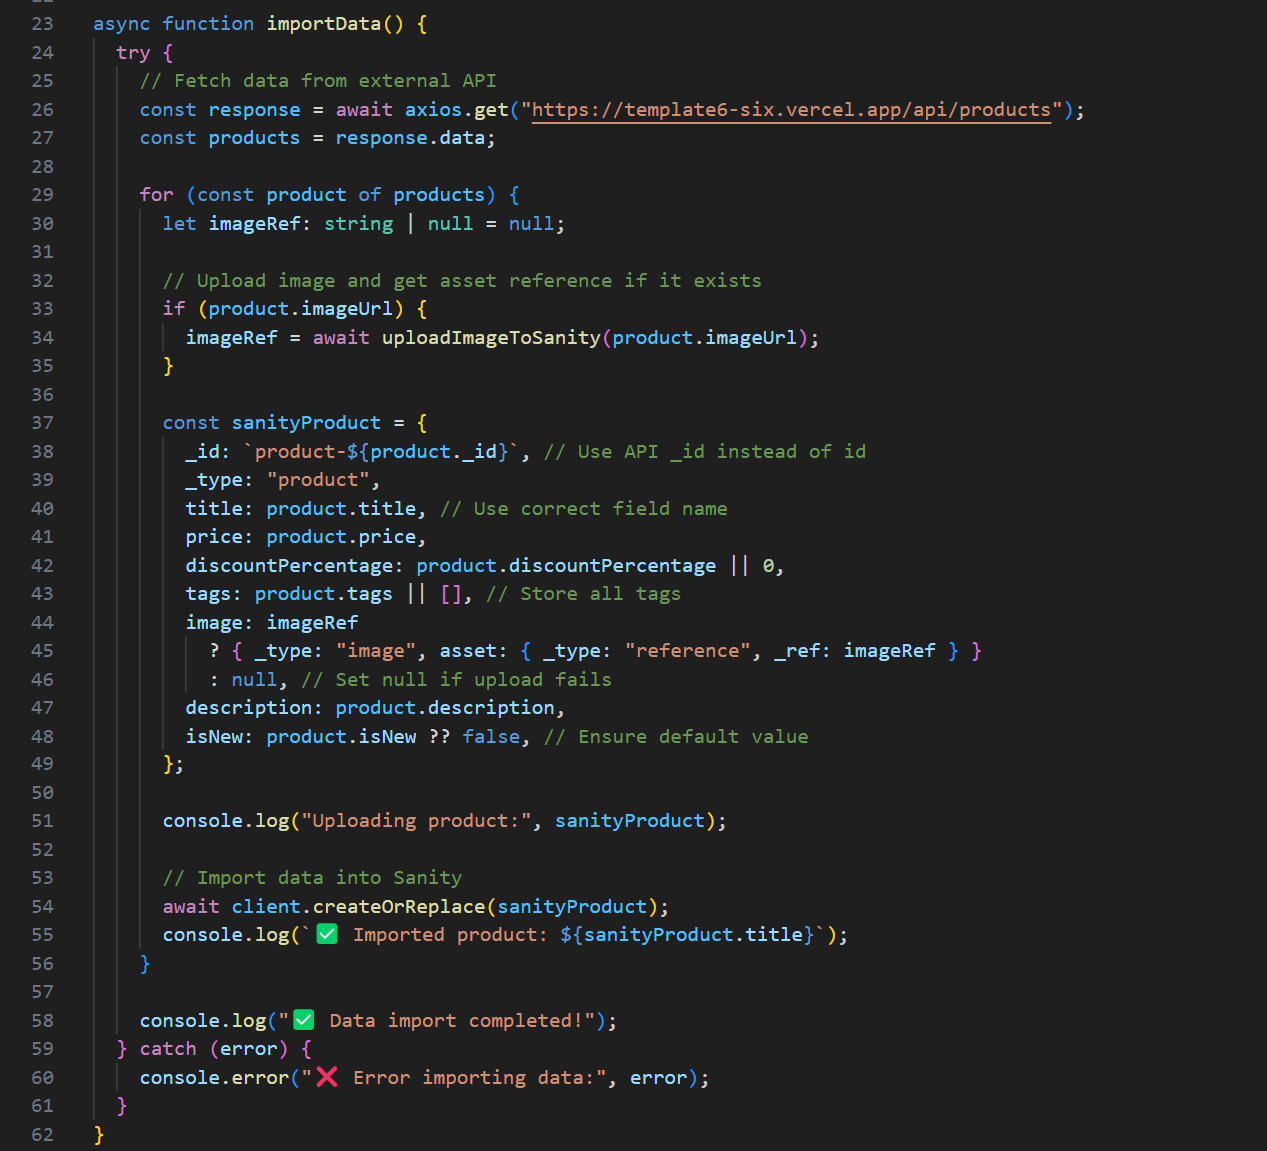 23 async function importData() {
24 try {
25 // Fetch data from external API
26 const response = await axios.get("https://template6-six.vercel.app/api/products");
27 const products = response.data;
28
29 for (const product of products) {
30 let imageRef: string | null = null;
31
32 // Upload image and get asset reference if it exists
33 if (product.imageUrl) {
34 imageRef = await uploadImageToSanity(product.imageUrl);
35 }
36
37 const sanityProduct = {
38 _id: `product-${product._id}`, // Use API _id instead of id
39 _type: "product",
40 title: product.title, // Use correct field name
41 price: product.price,
42 discountPercentage: product.discountPercentage || 0,
43 tags: product.tags || [], // Store all tags
44 image: imageRef
45 ? { _type: "image", asset: { _type: "reference", _ref: imageRef } }
46 : null, // Set null if upload fails
47 description: product.description,
48 isNew: product.isNew ?? false, // Ensure default value
49 };
50
51 console.log("Uploading product:", sanityProduct);
52
53 // Import data into Sanity
54 await client.createOrReplace(sanityProduct);
55 console.log(`✅ Imported product: ${sanityProduct.title}`);
56 }
57
58 console.log("✅ Data import completed!");
59 } catch (error) {
60 console.error("❌ Error importing data:", error);
61 }
62 }